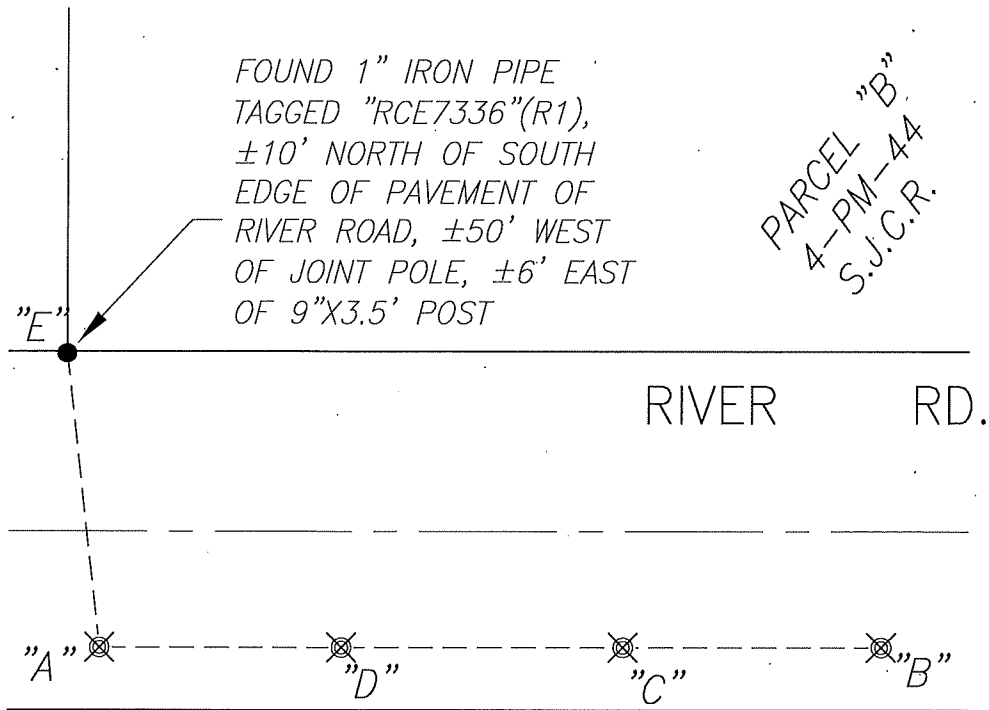 FOUND 1" IRON PIPE
TAGGED "RCE7336"(R1),
±10' NORTH OF SOUTH
EDGE OF PAVEMENT OF
RIVER ROAD, ±50' WEST
OF JOINT POLE, ±6' EAST
OF 9"X3.5' POST
PARCEL "B"
4-PM-44
S.J.C.R.
"E"
RIVER RD.
"A"
"D"
"C"
"B"